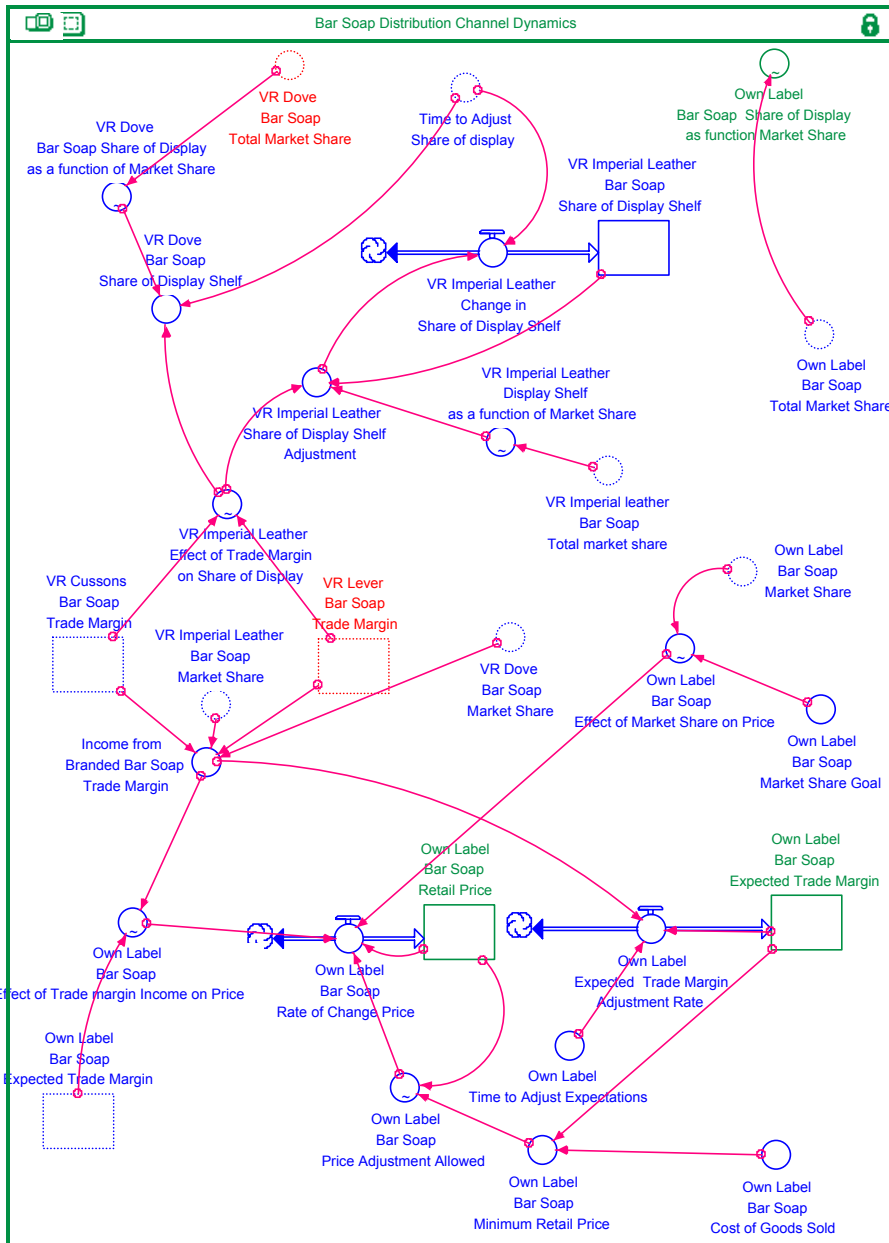 Bar Soap Distribution Channel Dynamics
VR Dove
Bar Soap
Total Market Share
VR Dove
Bar Soap Share of Display
as a function of Market Share
Time to Adjust
Share of display
Own Label
Bar Soap Share of Display
as function Market Share
VR Imperial Leather
Bar Soap
Share of Display Shelf
VR Dove
Bar Soap
Share of Display Shelf
VR Imperial Leather
Change in
Share of Display Shelf
Own Label
Bar Soap
Total Market Share
VR Imperial Leather
Display Shelf
as a function of Market Share
VR Imperial Leather
Share of Display Shelf
Adjustment
VR Imperial leather
Bar Soap
Total market share
VR Imperial Leather
Effect of Trade Margin
on Share of Display
Own Label
Bar Soap
Market Share
VR Cussons
Bar Soap
Trade Margin
VR Lever
Bar Soap
Trade Margin
VR Imperial Leather
Bar Soap
Market Share
VR Dove
Bar Soap
Market Share
Own Label
Bar Soap
Effect of Market Share on Price
Own Label
Bar Soap
Market Share Goal
Income from
Branded Bar Soap
Trade Margin
Own Label
Bar Soap
Retail Price
Own Label
Bar Soap
Expected Trade Margin
Own Label
Bar Soap
Effect of Trade margin Income on Price
Own Label
Bar Soap
Rate of Change Price
Own Label
Expected Trade Margin
Adjustment Rate
Own Label
Bar Soap
Expected Trade Margin
Own Label
Time to Adjust Expectations
Own Label
Bar Soap
Price Adjustment Allowed
Own Label
Bar Soap
Minimum Retail Price
Own Label
Bar Soap
Cost of Goods Sold